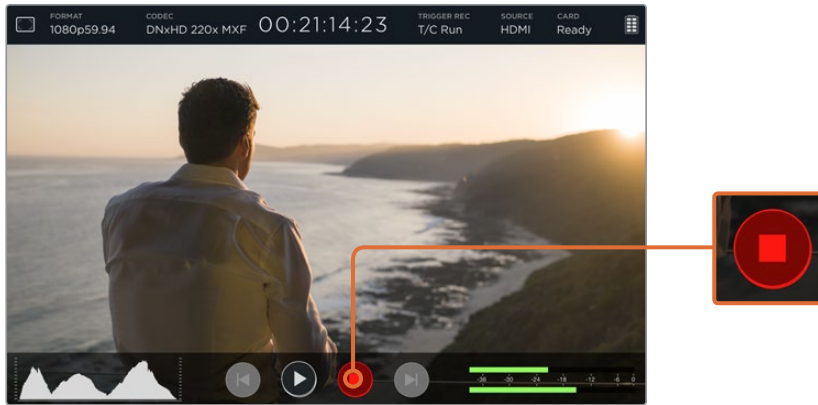 FORMAT
1080p59.94
CODEC
DNxHD 220x MXF
00:21:14:23
TRIGGER REC
T/C Run
SOURCE
HDMI
CARD
Ready
-36 -30 -24 -18 -12 -6 0